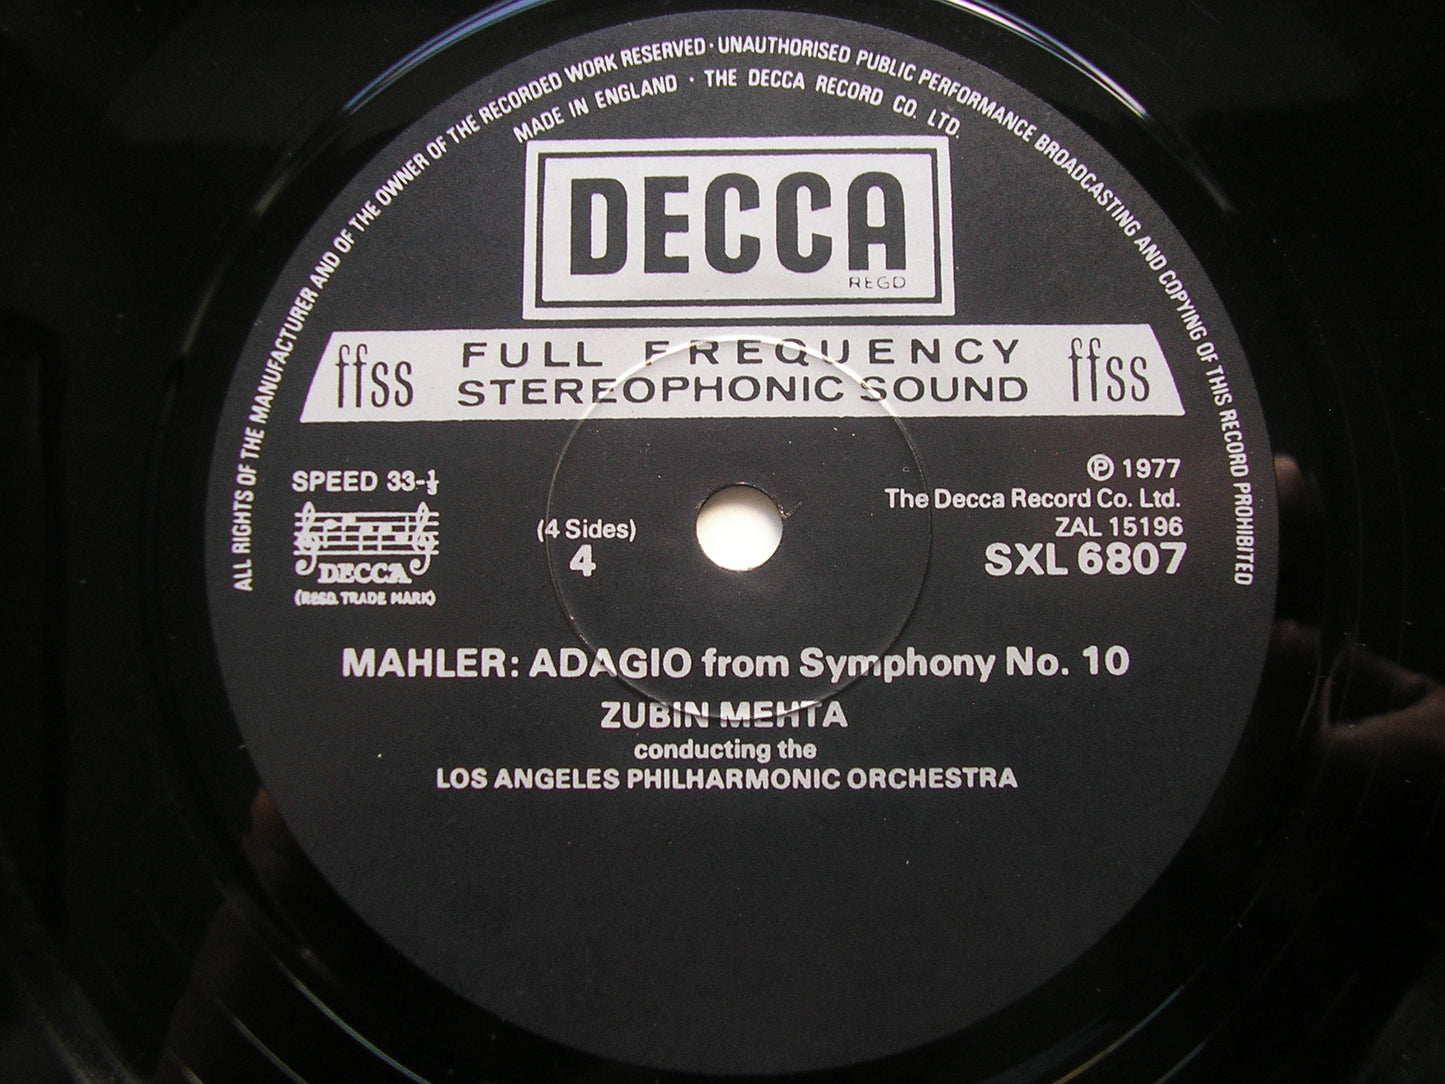 ALL RIGHTS OF THE MANUFACTURER AND OF THE OWNER OF THE RECORDED WORK RESERVED · UNAUTHORISED PUBLIC PERFORMANCE BROADCASTING AND COPYING OF THIS RECORD PROHIBITED
MADE IN ENGLAND · THE DECCA RECORD CO. LTD.
DECCA
REGD
ffss FULL FREQUENCY ffss
STEREOPHONIC SOUND
SPEED 33-⅓
DECCA
(REGD. TRADE MARK)
(4 Sides)
4
Ⓟ 1977
The Decca Record Co. Ltd.
ZAL 15196
SXL 6807
MAHLER: ADAGIO from Symphony No. 10
ZUBIN MEHTA
conducting the
LOS ANGELES PHILHARMONIC ORCHESTRA